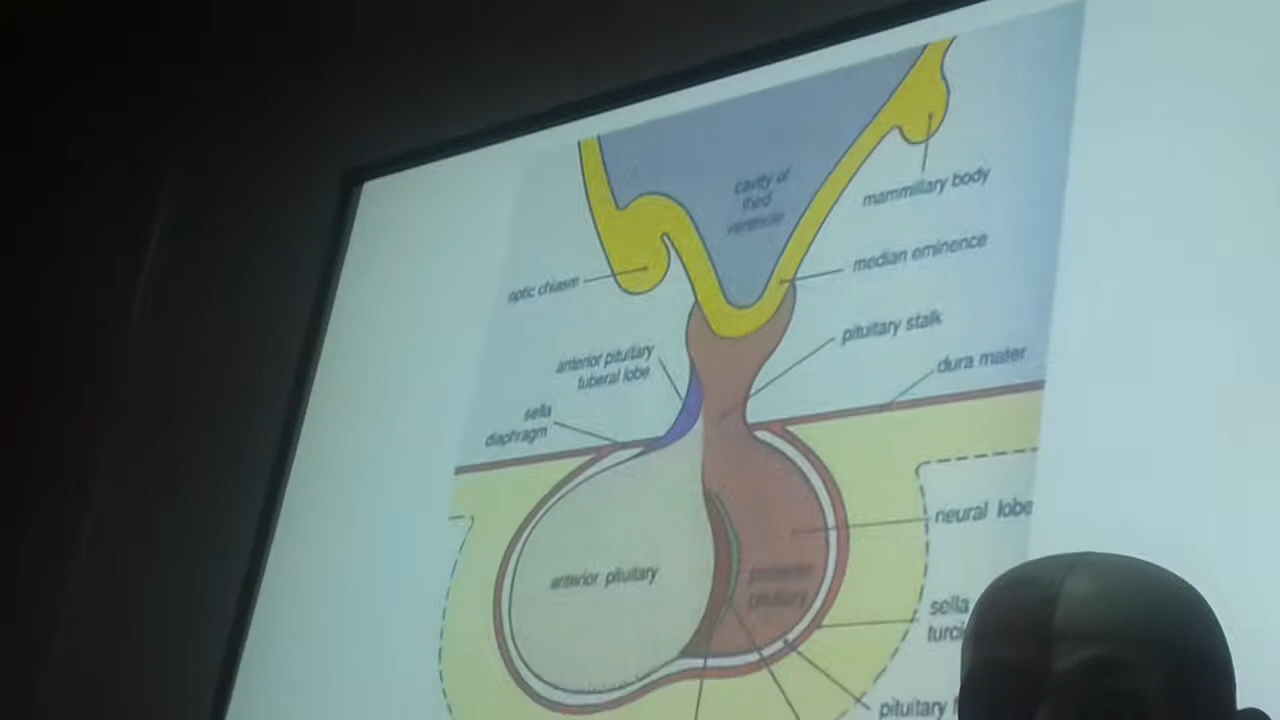 cavity of
third
ventricle
mammillary body
median eminence
optic chiasm
pituitary stalk
anterior pituitary
tuberal lobe
dura mater
sella
diaphragm
neural lobe
anterior pituitary
posterior
pituitary
sella
pituitary